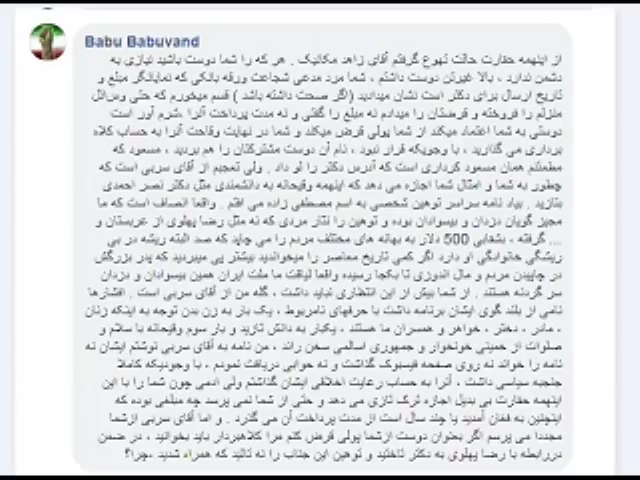 Babu Babuvand
از اینهمه حقارت حالت تهوع گرفتم آقای زاهد مکانیک . هر که را شما دوست باشید نیازی به
دشمن ندارد ، بالا غیرتن دوست داشتم ، شما مرد مدعی شجاعت ورقه بانکی که نمایانگر مبلغ و
تاریخ ارسال برای دکتر است نشان میدادید (اگر صحت داشته باشد ) قسم میخورم که حتی وسائل
منزلم را فروخته و قرضتان را میدادم نه مبلغ را گفتی و نه مدت پرداخت آنرا .شرم آور است
دوستی به شما اعتماد میکند از شما پولی قرض میکند و شما در نهایت وقاحت آنرا به حساب کلاه
برداری می گذارید ، با وجویکه قرار نبود ، نام آن دوست مشترکتان را هم بردید ، مسعود که
مطمئنم همان مسعود کرداری است که آدرس دکتر را لو داد . ولی تعجبم از آقای سربی است که
چطور به شما و امثال شما اجازه می دهد که اینهمه وقیحانه به دانشمندی مثل دکتر نصر احمدی
بتازید . بیاد نامه سراسر توهین شخصی به اسم مصطفی زاده می افتم . واقعا انصاف است که ما
مجیز گویان دزدان و بیسوادان بوده و توهین را نثار مردی که نه مثل رضا پهلوی از عربستان و
... گرفته ، بشقابی 500 دلار به بهانه های مختلف مردم را می چاپد که صد البته ریشه در بی
ریشگی خانوادگی او دارد اگر کمی تاریخ معاصر را میخواندید بیشتر پی میبردید که پدر بزرگش
در چاپیدن مردم و مال اندوزی تا بکجا رسیده واقعا لیاقت ما ملت ایران همین بیسوادان و دزدان
سر گردنه هستند . از شما بیش از این انتظاری نباید داشت ، گله من از آقای سربی است . افشارها
نامی از بلند گوی ایشان برنامه داشت با حرفهای نامربوط ، یک بار به زن بدن توجه به اینکه زنان
، مادر ، دختر ، خواهر و همسران ما هستند ، یکبار به دانش تازید و بار سوم وقیحانه با سلام و
صلوات از خمینی خونخوار و جمهوری اسالمی سخن راند ، من نامه به آقای سربی نوشتم ایشان نه
نامه را خواند نه روی صفحه فیسبوک گذاشت و نه جوابی دریافت نمودم ، با وجودیکه کاملا
جنبه سیاسی داشت ، آنرا به حساب رعایت اخلاقی ایشان گذاشتم ولی آدمی چون شما را با این
اینهمه حقارت بی بدیل اجازه ترک تازی می دهد و حتی از شما نمی پرسد چه مبلغی بوده که
اینچنین به فغان آمدید یا چند سال است از مدت پرداخت آن می گذرد . و اما آقای سربی ازشما
مجددا می پرسم اگر بعنوان دوست ازشما پولی قرض کنم مرا کلاهبردار باید بخوانید ، در ضمن
دررابطه با رضا پهلوی به دکتر تاختید و توهین این جناب را نه تائید که همراه شدید ،چرا؟